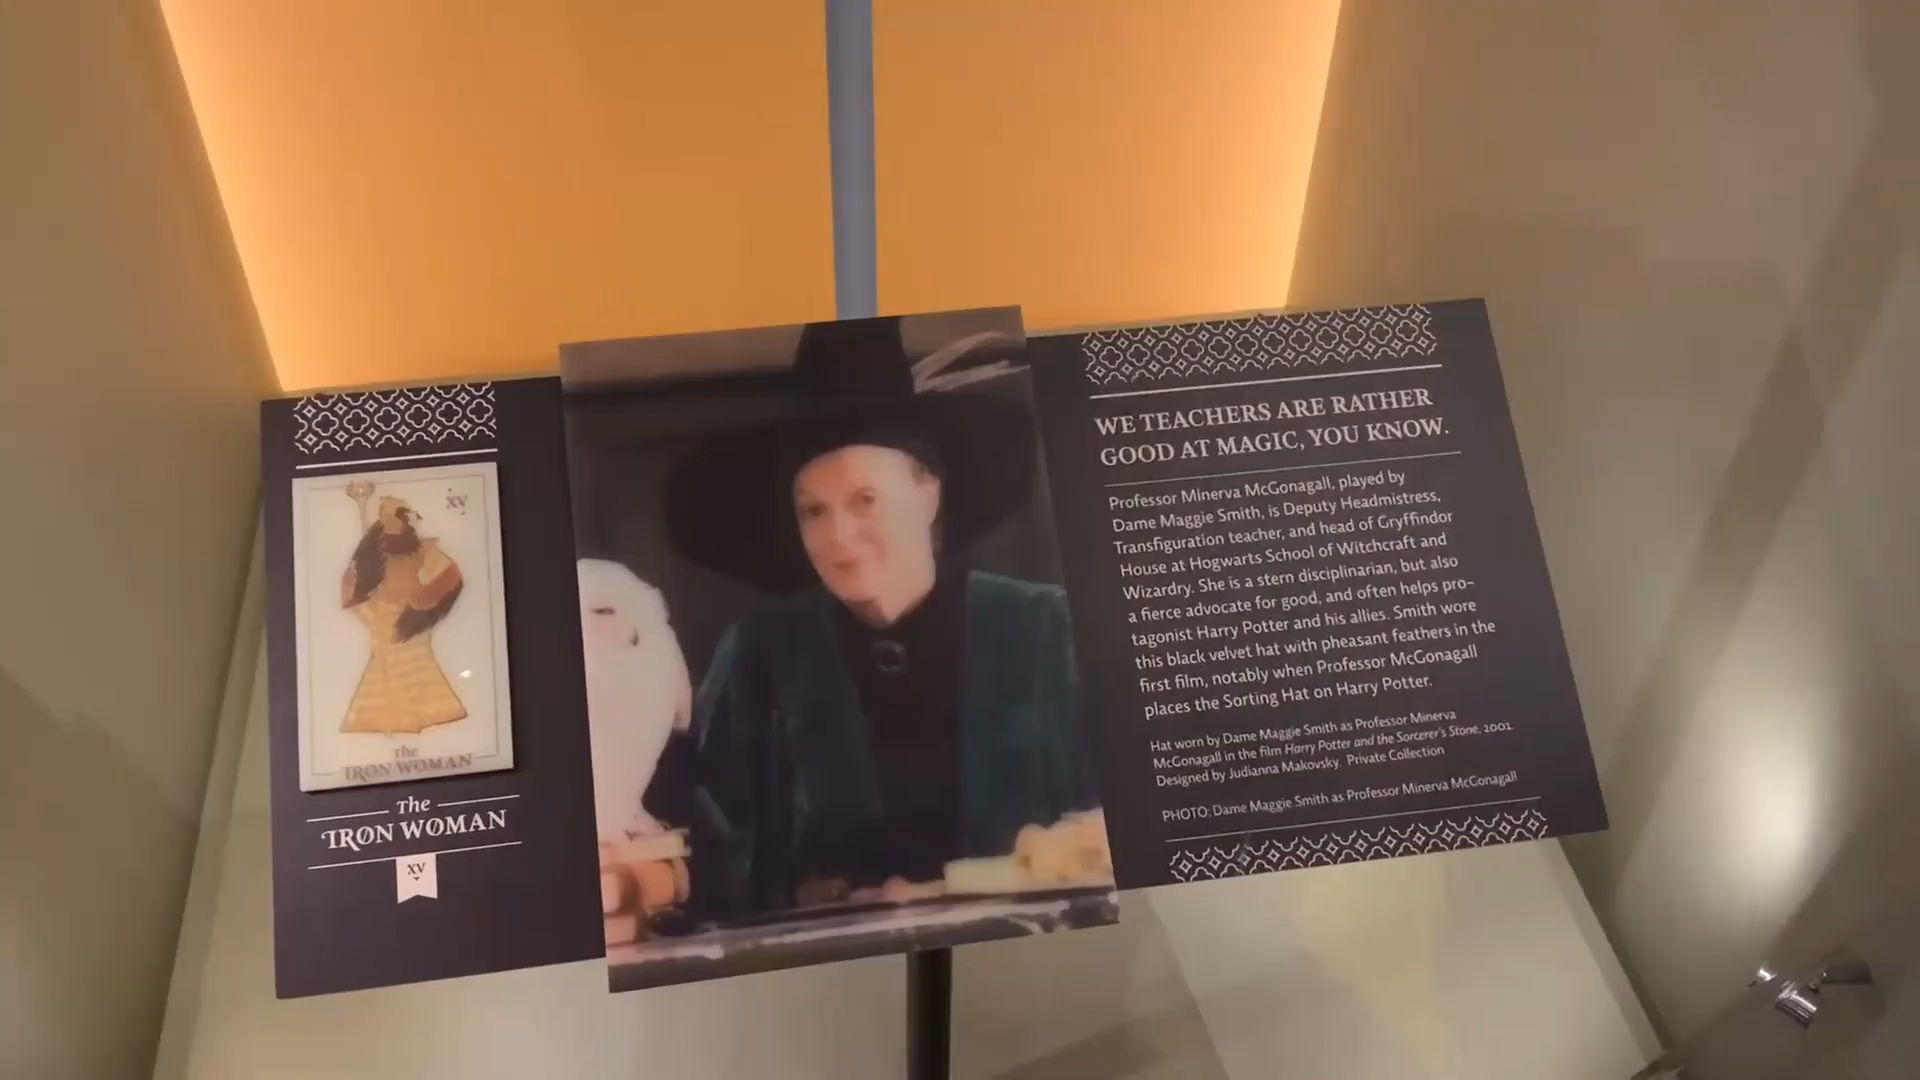 XV
The
IRON WOMAN
The
IRON WOMAN
XV
WE TEACHERS ARE RATHER
GOOD AT MAGIC, YOU KNOW.
Professor Minerva McGonagall, played by
Dame Maggie Smith, is Deputy Headmistress,
Transfiguration teacher, and head of Gryffindor
House at Hogwarts School of Witchcraft and
Wizardry. She is a stern disciplinarian, but also
a fierce advocate for good, and often helps pro-
tagonist Harry Potter and his allies. Smith wore
this black velvet hat with pheasant feathers in the
first film, notably when Professor McGonagall
places the Sorting Hat on Harry Potter.
Hat worn by Dame Maggie Smith as Professor Minerva
McGonagall in the film Harry Potter and the Sorcerer's Stone, 2001.
Designed by Judianna Makovsky. Private Collection
PHOTO: Dame Maggie Smith as Professor Minerva McGonagall